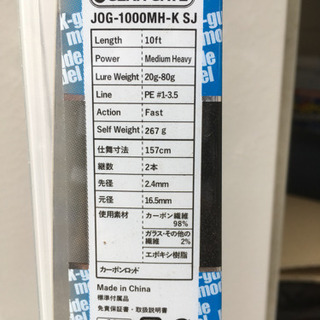 JOG-1000MH-K SJ
Length 10ft
Power Medium Heavy
Lure Weight 20g-80g
Line PE #1-3.5
Action Fast
Self Weight 267 g
仕舞寸法 157cm
継数 2本
先径 2.4mm
元径 16.5mm
使用素材 カーボン繊維
98%
ガラス・その他の
繊維 2%
エポキシ樹脂
カーボンロッド
Made in China
標準付属品
免責保証書・取扱説明書